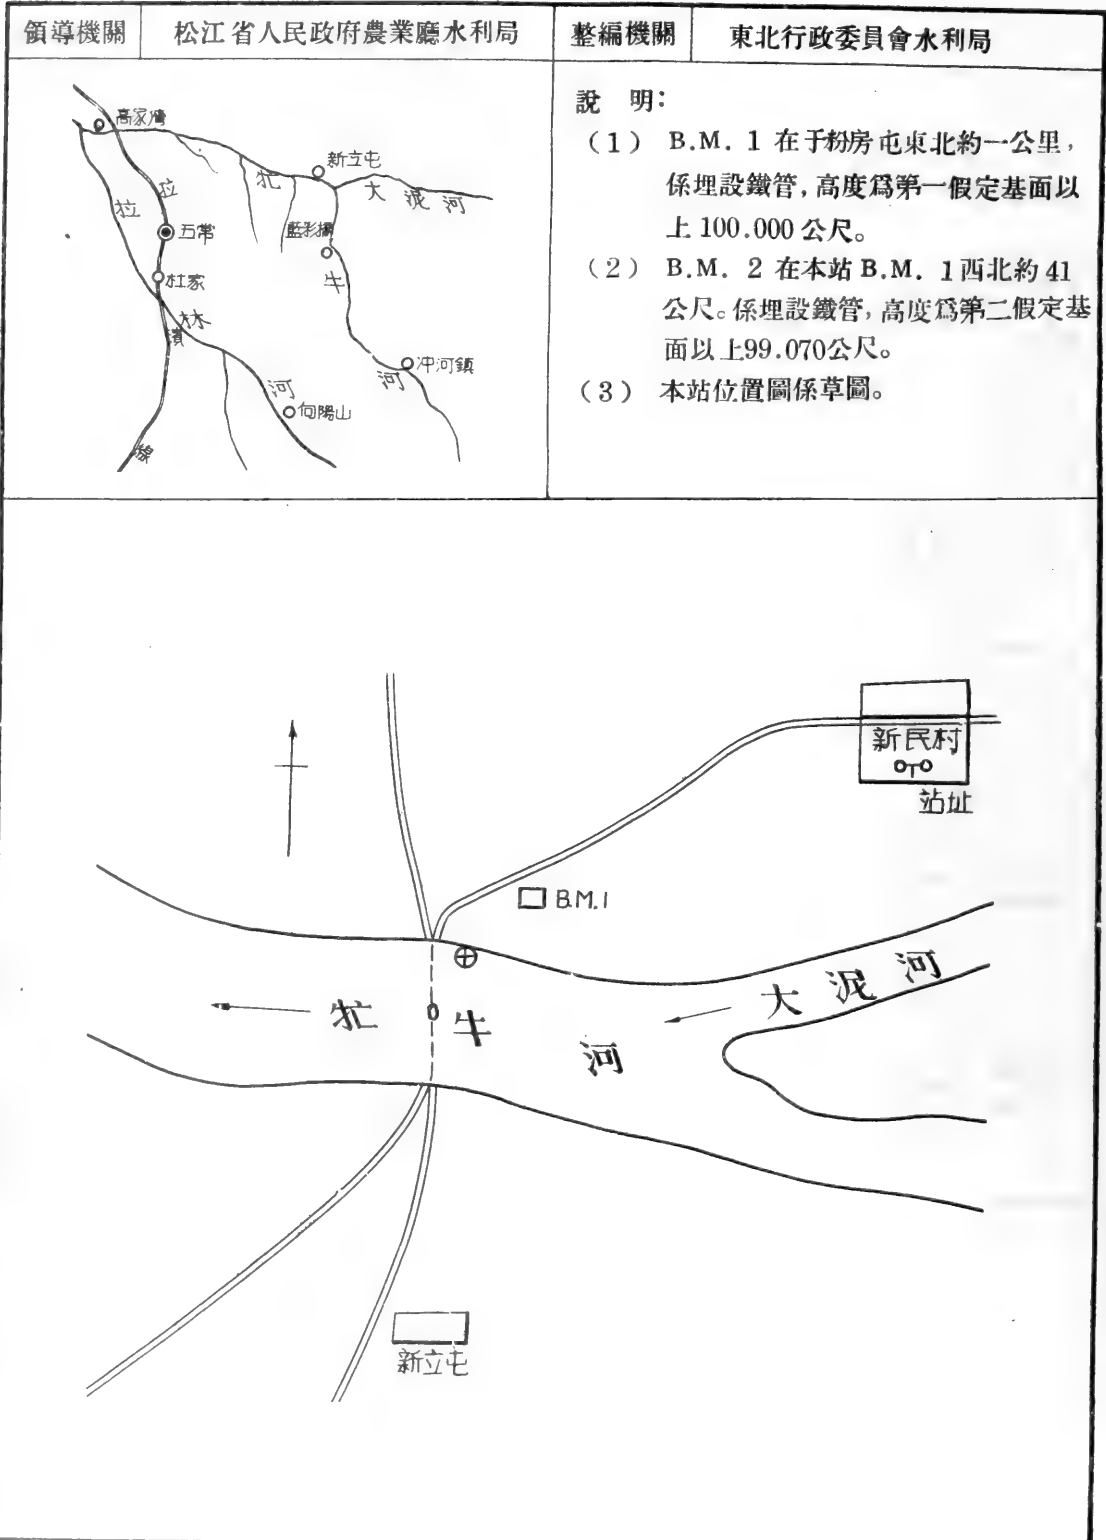 領導機關
松江省人民政府農業廳水利局
整編機關
東北行政委員會水利局
高家灣
新立屯
牤
大泥河
拉
拉
五常
藍彩橋
牛
杜家
林
濱
河
冲河鎮
河
向陽山
線
說 明:
(1) B.M. 1 在于粉房屯東北約一公里,
係埋設鐵管,高度爲第一假定基面以
上 100.000 公尺。
(2) B.M. 2 在本站 B.M. 1 西北約 41
公尺。係埋設鐵管,高度爲第二假定基
面以上99.070公尺。
(3) 本站位置圖係草圖。
新民村
站址
B.M.1
大泥河
牤牛河
新立屯